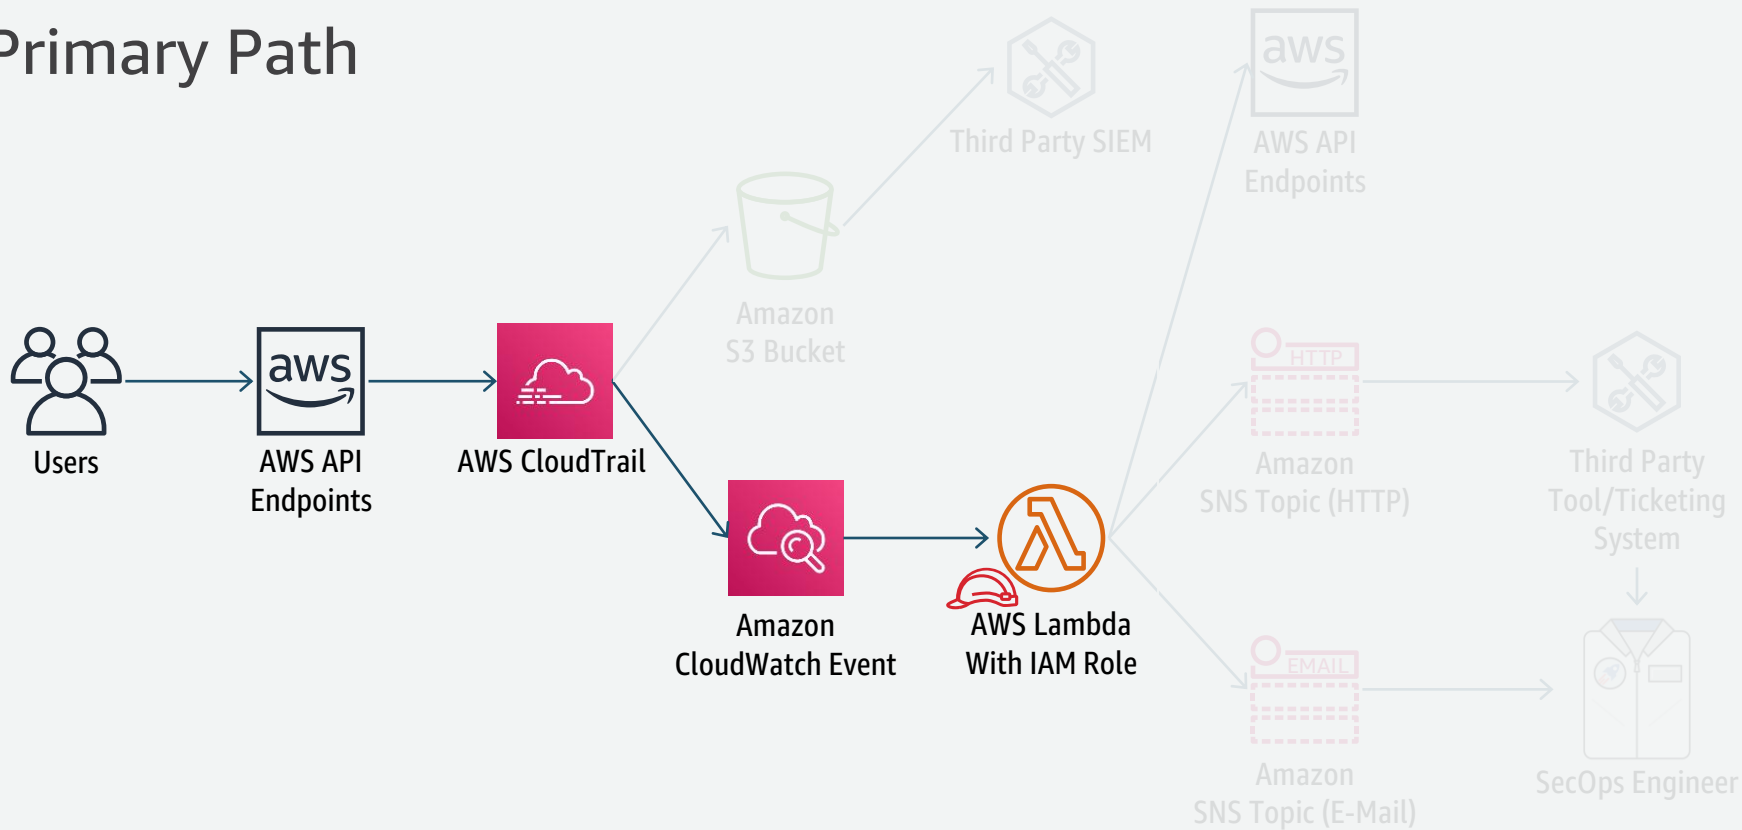 Primary Path
Third Party SIEM
aws
AWS API
Endpoints
Amazon
S3 Bucket
Users
aws
AWS API
Endpoints
AWS CloudTrail
Amazon
CloudWatch Event
AWS Lambda
With IAM Role
HTTP
Amazon
SNS Topic (HTTP)
Third Party
Tool/Ticketing
System
EMAIL
Amazon
SNS Topic (E-Mail)
SecOps Engineer